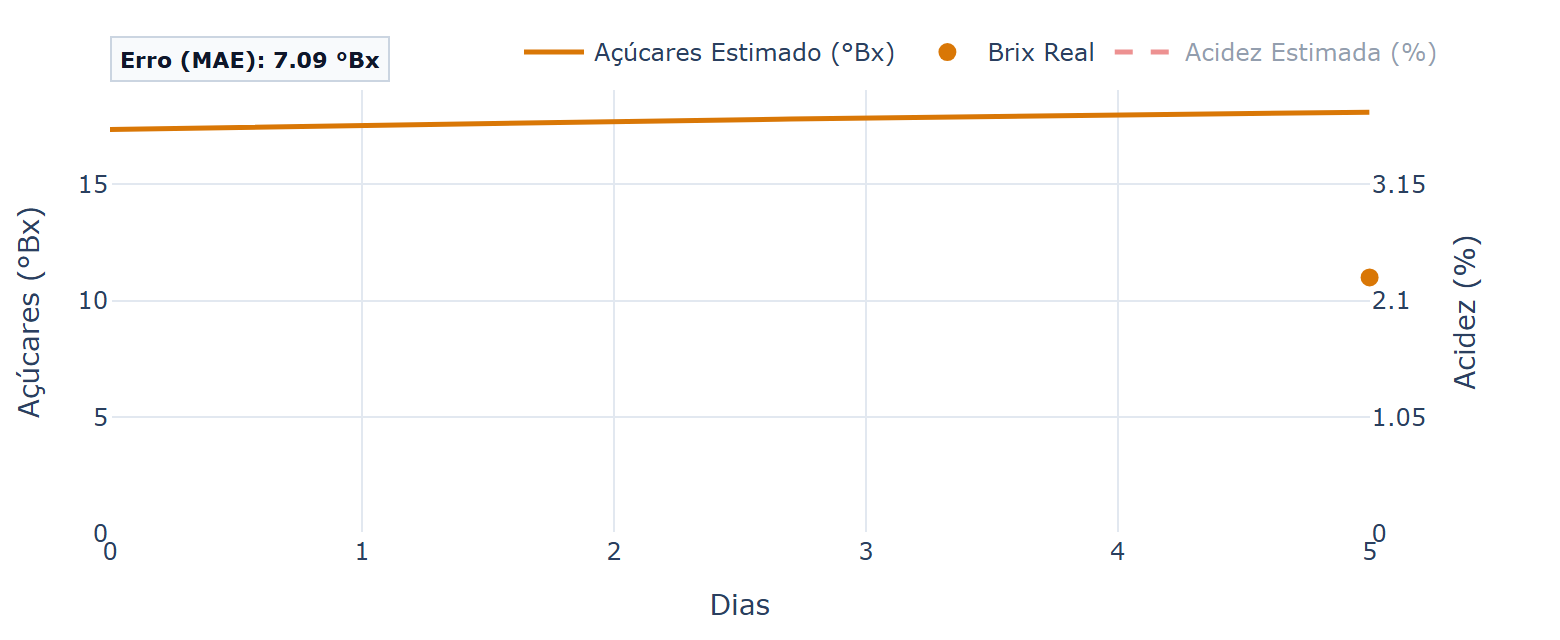 Erro (MAE): 7.09 ºBx
Açúcares Estimado (°Bx)
Brix Real
Acidez Estimada (%)
Açúcares (°Bx)
15
10
5
0
3.15
2.1
1.05
0
Acidez (%)
0
1
2
3
4
5
Dias